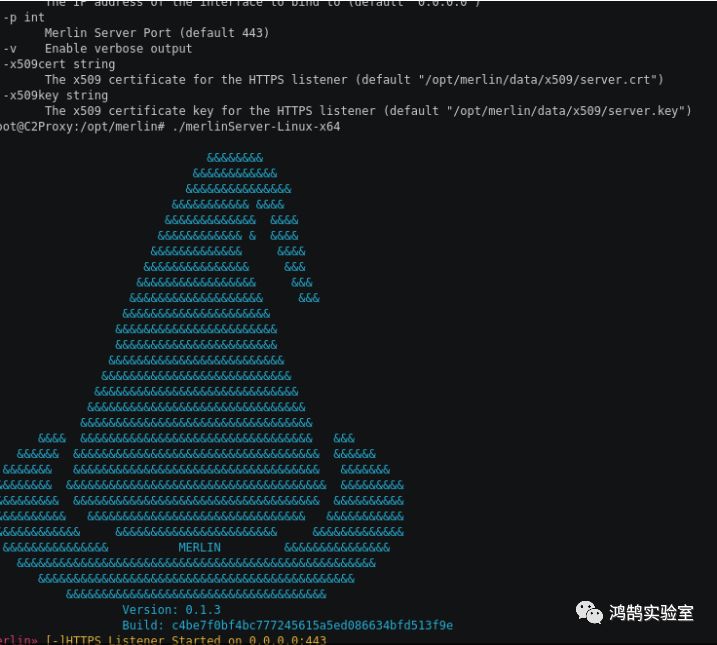 The IP address of the interface to bind to (default "0.0.0.0")
-p int
Merlin Server Port (default 443)
-v Enable verbose output
-x509cert string
The x509 certificate for the HTTPS listener (default "/opt/merlin/data/x509/server.crt")
-x509key string
The x509 certificate key for the HTTPS listener (default "/opt/merlin/data/x509/server.key")
oot@C2Proxy:/opt/merlin# ./merlinServer-Linux-x64
MERLIN
Version: 0.1.3
Build: c4be7f0bf4bc777245615a5ed086634bfd513f9e
erlin» [-]HTTPS Listener Started on 0.0.0.0:443
鸿鹄实验室